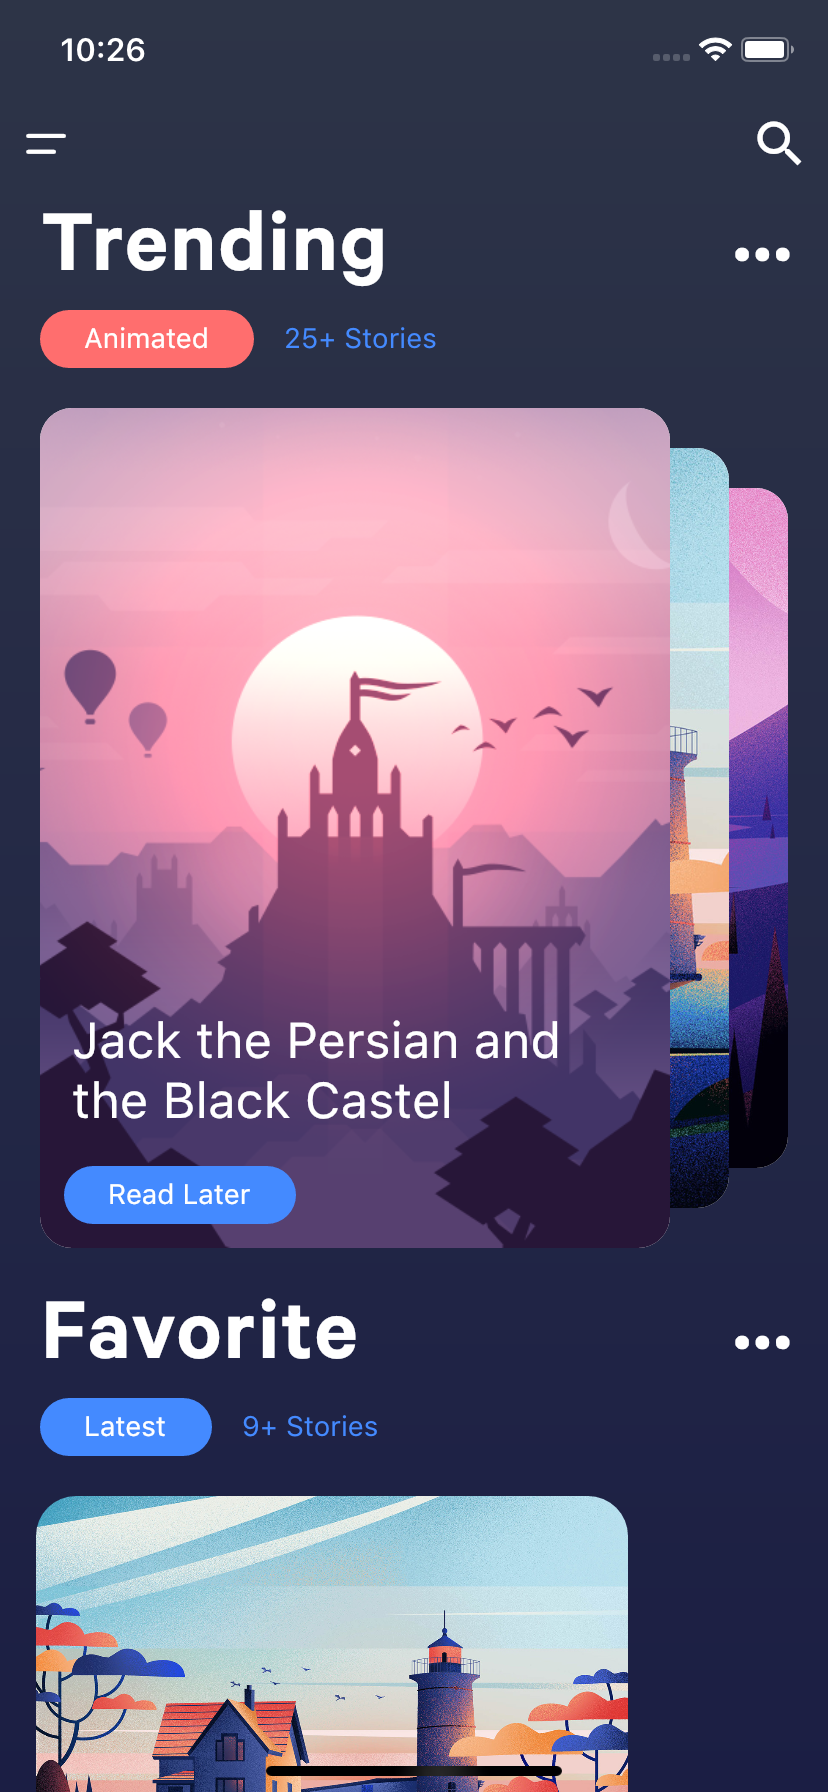 10:26
Trending
Animated
25+ Stories
Jack the Persian and
the Black Castel
Read Later
Favorite
Latest
9+ Stories